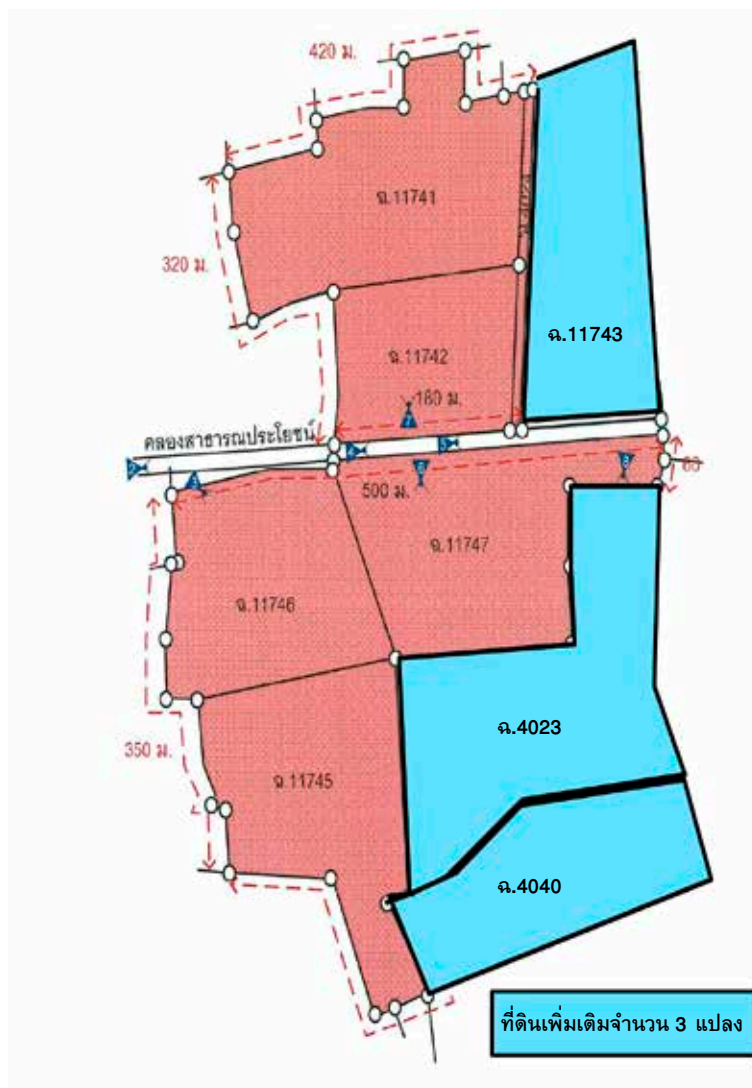 420 ม.
ฉ.11741
ฉ.4024
320 ม.
ฉ.11743
ฉ.11742
180 ม.
คลองสาธารณประโยชน์
500 ม.
ฉ.11747
ฉ.11746
ฉ.4023
350 ม.
ฉ.11745
ฉ.4040
ที่ดินเพิ่มเติมจำนวน 3 แปลง